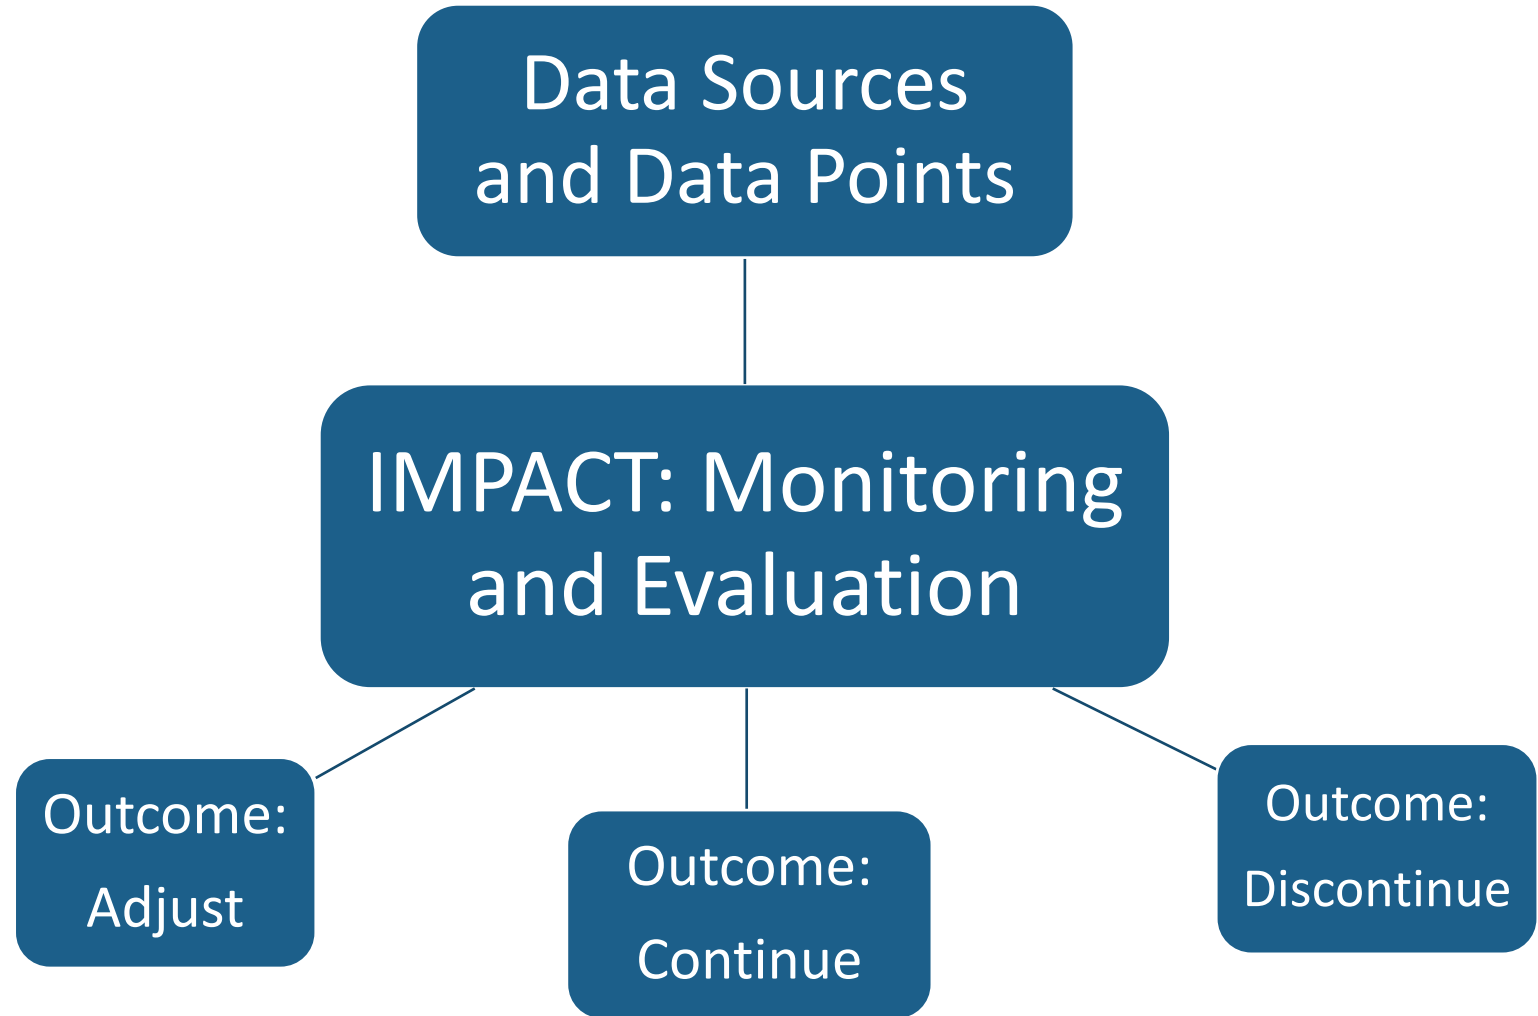 Data Sources
and Data Points
IMPACT: Monitoring
and Evaluation
Outcome:
Adjust
Outcome:
Continue
Outcome:
Discontinue